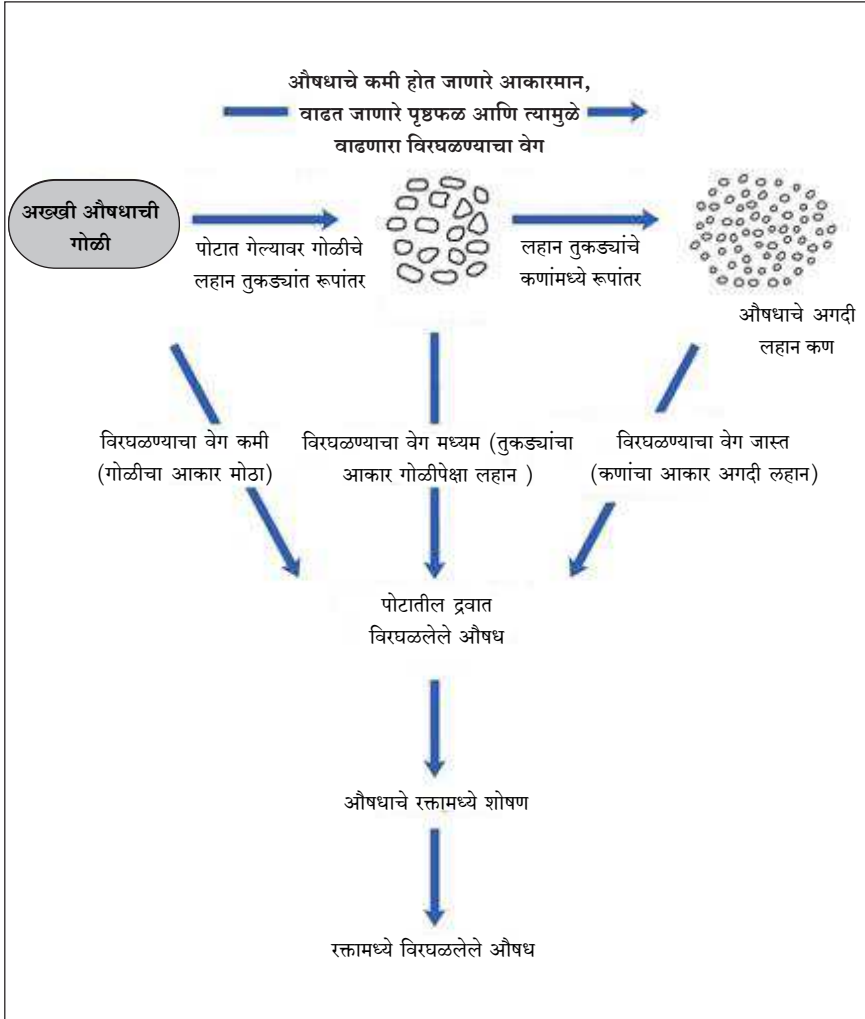 औषधाचे कमी होत जाणारे आकारमान,
वाढत जाणारे पृष्ठफळ आणि त्यामुळे
वाढणारा विरघळण्याचा वेग
अख्खी औषधाची
गोळी
पोटात गेल्यावर गोळीचे
लहान तुकड्यांत रूपांतर
लहान तुकड्यांचे
कणांमध्ये रूपांतर
औषधाचे अगदी
लहान कण
विरघळण्याचा वेग कमी
(गोळीचा आकार मोठा)
विरघळण्याचा वेग मध्यम (तुकड्यांचा
आकार गोळीपेक्षा लहान )
विरघळण्याचा वेग जास्त
(कणांचा आकार अगदी लहान)
पोटातील द्रवात
विरघळलेले औषध
औषधाचे रक्तामध्ये शोषण
रक्तामध्ये विरघळलेले औषध